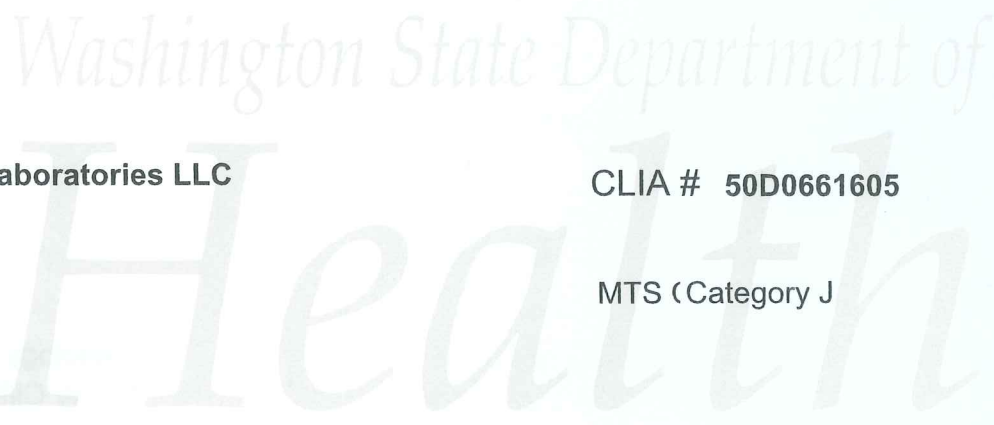 Washington State Department of
Health
aboratories LLC
CLIA # 50D0661605
MTS (Category J